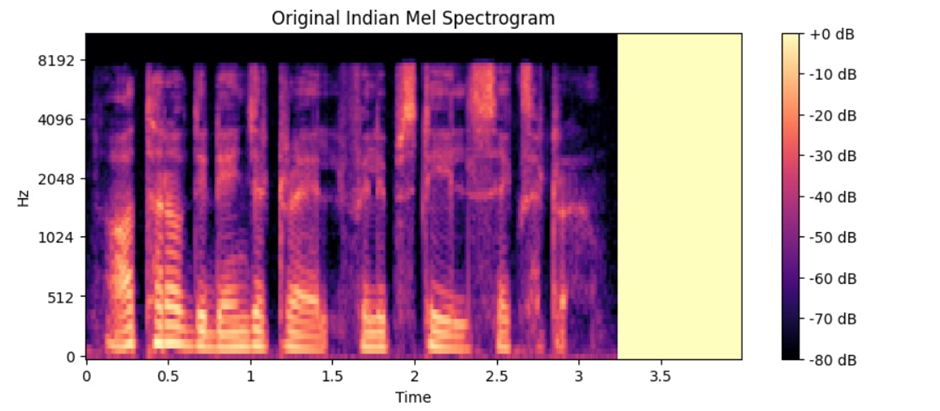 Original Indian Mel Spectrogram
8192
4096
2048
1024
512
0
Hz
0 0.5 1 1.5 2 2.5 3 3.5
Time
+0 dB
-10 dB
-20 dB
-30 dB
-40 dB
-50 dB
-60 dB
-70 dB
-80 dB